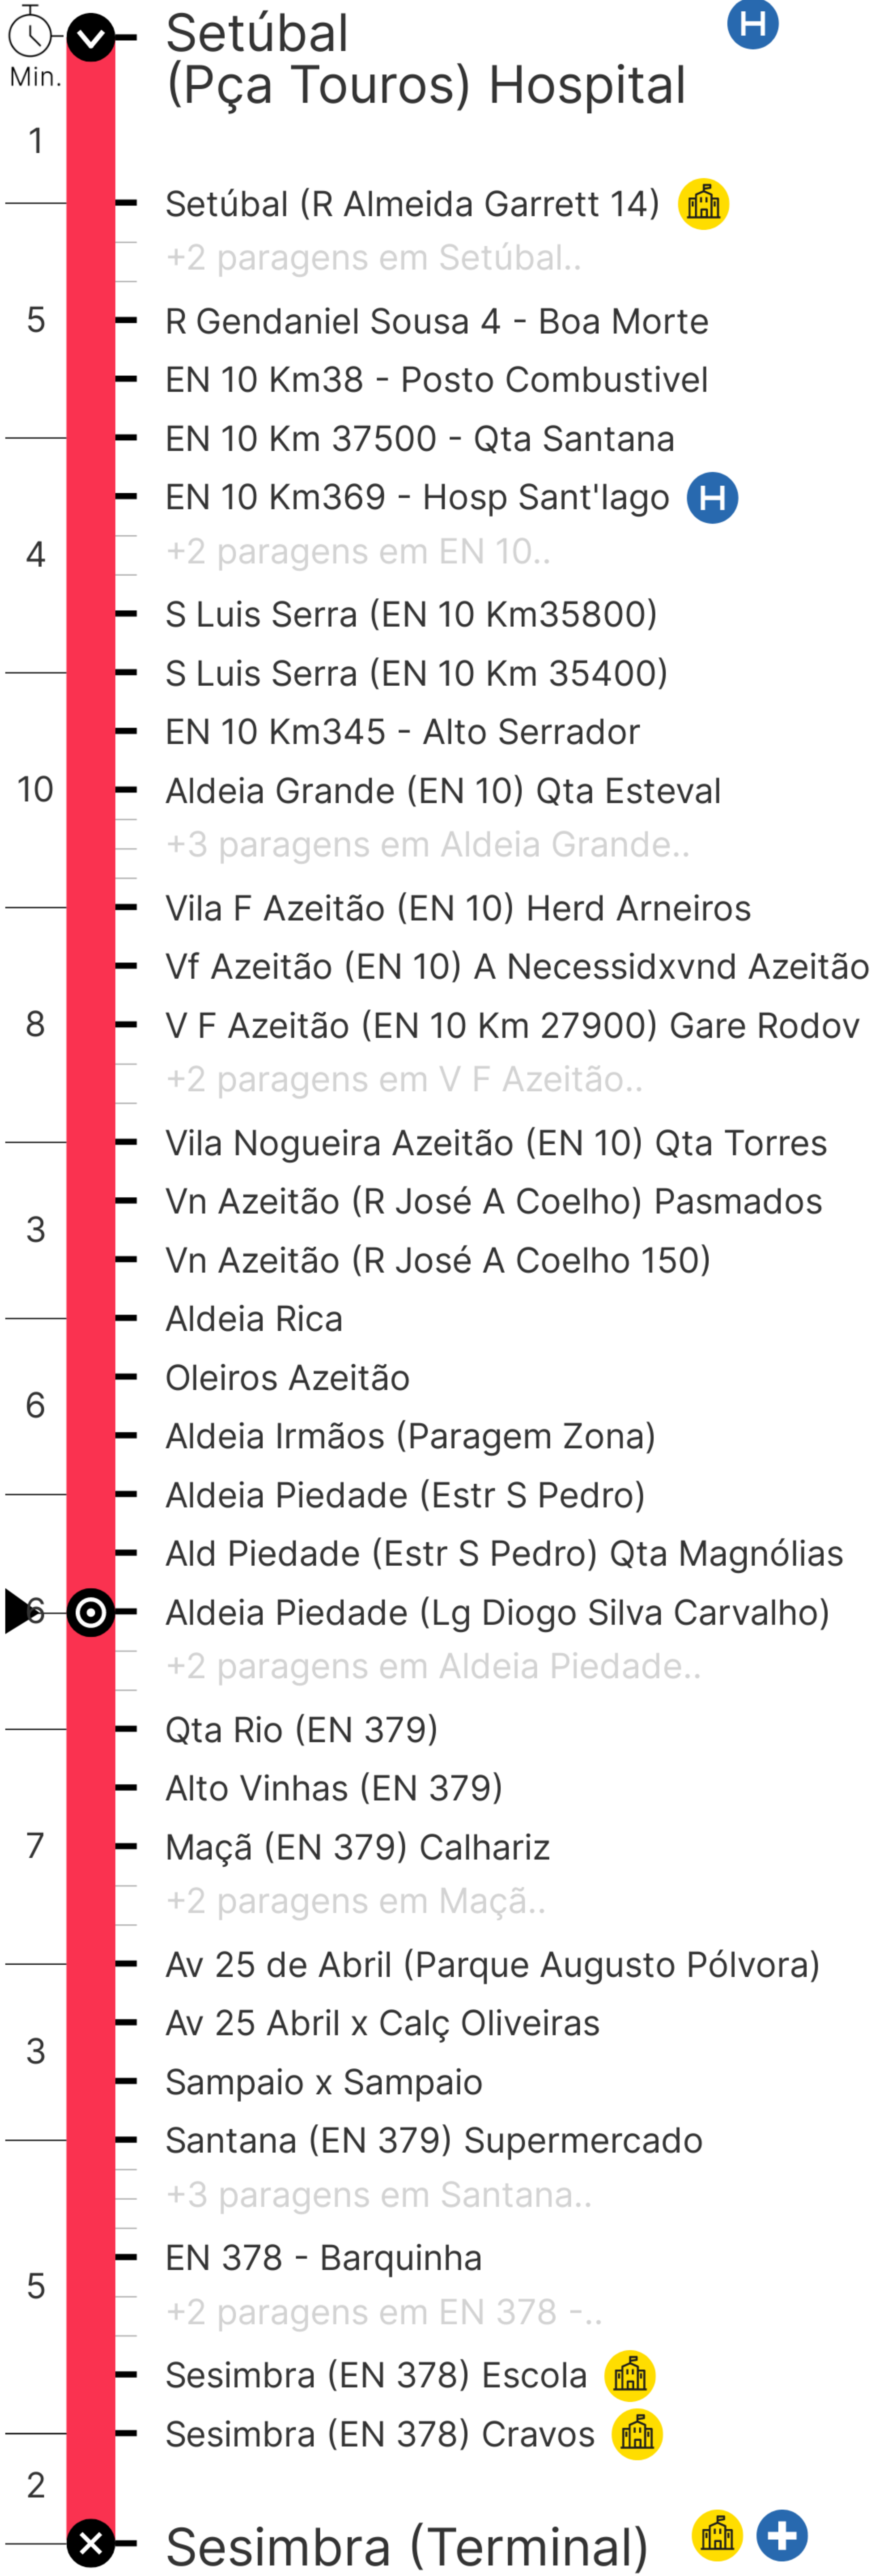 Setúbal
(Pça Touros) Hospital
H
Min.
1
Setúbal (R Almeida Garrett 14)
+2 paragens em Setúbal..
5
R Gendaniel Sousa 4 - Boa Morte
EN 10 Km38 - Posto Combustivel
EN 10 Km 37500 - Qta Santana
EN 10 Km369 - Hosp Sant'Iago
H
4
+2 paragens em EN 10..
S Luis Serra (EN 10 Km35800)
S Luis Serra (EN 10 Km 35400)
EN 10 Km345 - Alto Serrador
10
Aldeia Grande (EN 10) Qta Esteval
+3 paragens em Aldeia Grande..
Vila F Azeitão (EN 10) Herd Arneiros
Vf Azeitão (EN 10) A Necessidxvnd Azeitão
8
V F Azeitão (EN 10 Km 27900) Gare Rodov
+2 paragens em V F Azeitão..
Vila Nogueira Azeitão (EN 10) Qta Torres
Vn Azeitão (R José A Coelho) Pasmados
3
Vn Azeitão (R José A Coelho 150)
Aldeia Rica
Oleiros Azeitão
6
Aldeia Irmãos (Paragem Zona)
Aldeia Piedade (Estr S Pedro)
Ald Piedade (Estr S Pedro) Qta Magnólias
6
Aldeia Piedade (Lg Diogo Silva Carvalho)
+2 paragens em Aldeia Piedade..
Qta Rio (EN 379)
Alto Vinhas (EN 379)
7
Maçã (EN 379) Calhariz
+2 paragens em Maçã..
Av 25 de Abril (Parque Augusto Pólvora)
Av 25 Abril x Calç Oliveiras
3
Sampaio x Sampaio
Santana (EN 379) Supermercado
+3 paragens em Santana..
EN 378 - Barquinha
5
+2 paragens em EN 378 -..
Sesimbra (EN 378) Escola
Sesimbra (EN 378) Cravos
2
Sesimbra (Terminal)